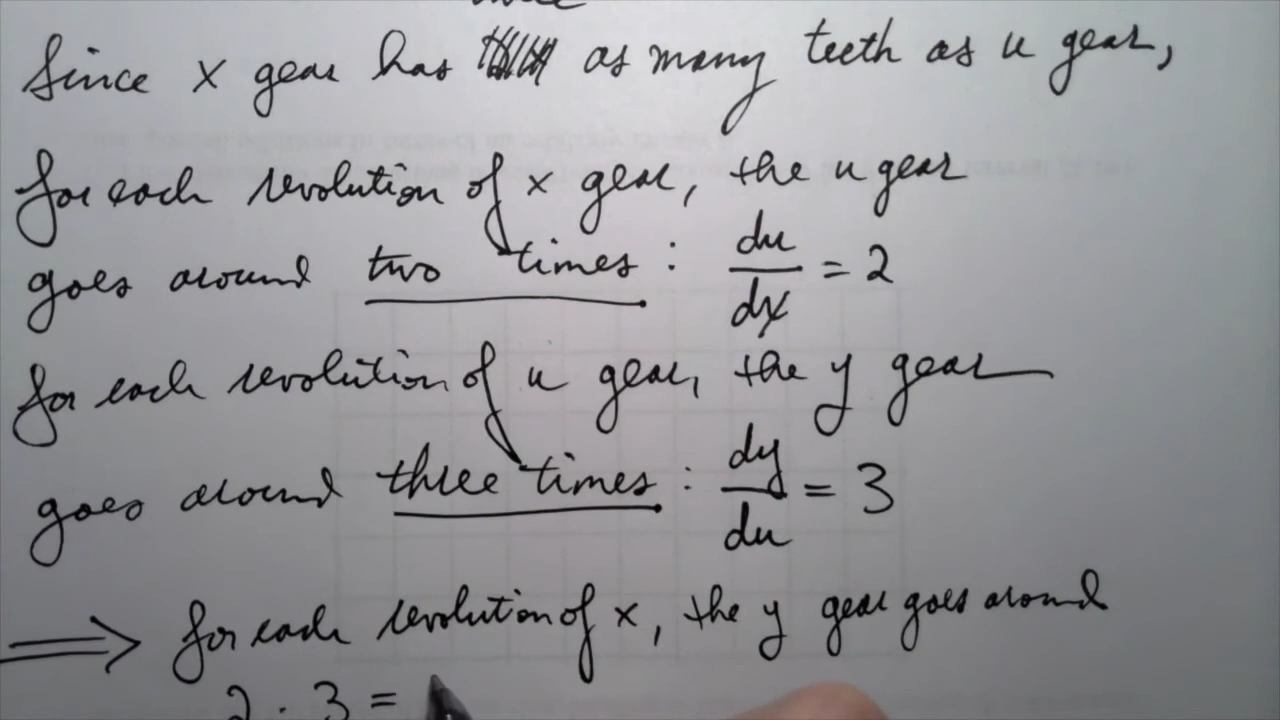 Since x gear has as many teeth as u gear,
for each revolution of x gear, the u gear
goes around two times : du/dx = 2
for each revolution of u gear, the y gear
goes around three times : dy/du = 3
⟹ for each revolution of x, the y gear goes around
2 · 3 =